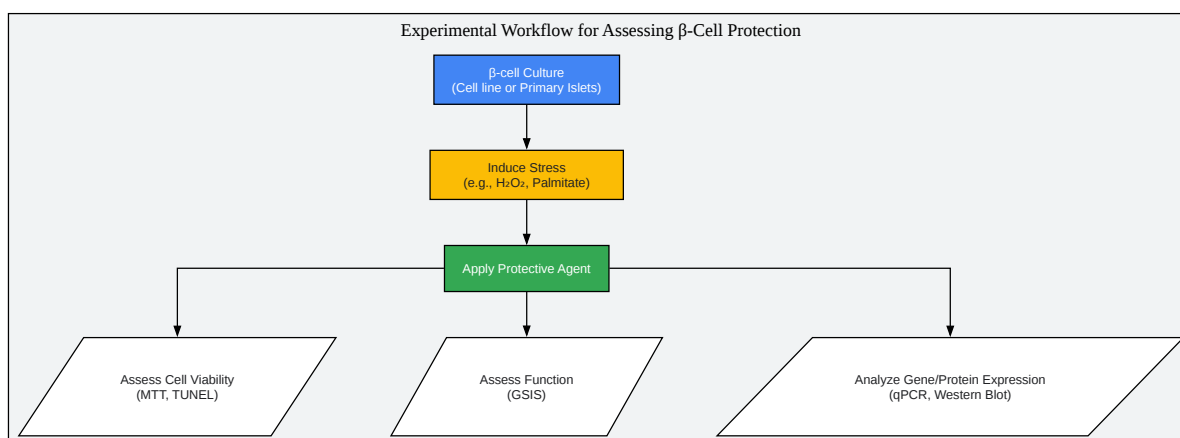 Experimental Workflow for Assessing β-Cell Protection
β-cell Culture
(Cell line or Primary Islets)
Induce Stress
(e.g., H₂O₂, Palmitate)
Apply Protective Agent
Assess Cell Viability
(MTT, TUNEL)
Assess Function
(GSIS)
Analyze Gene/Protein Expression
(qPCR, Western Blot)